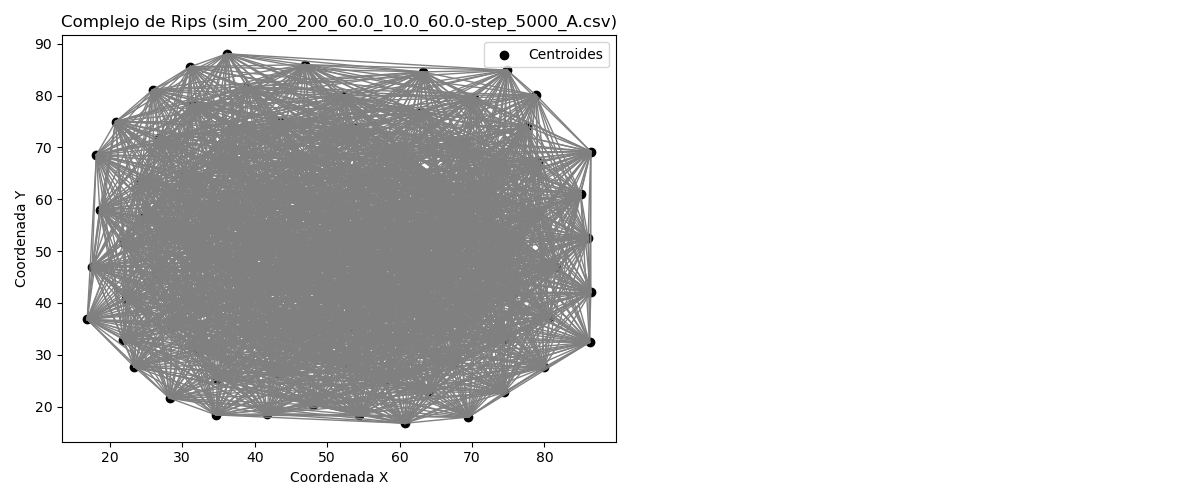 Complejo de Rips (sim_200_200_60.0_10.0_60.0-step_5000_A.csv)
Centroides
90
80
70
60
50
40
30
20
Coordenada Y
20 30 40 50 60 70 80
Coordenada X